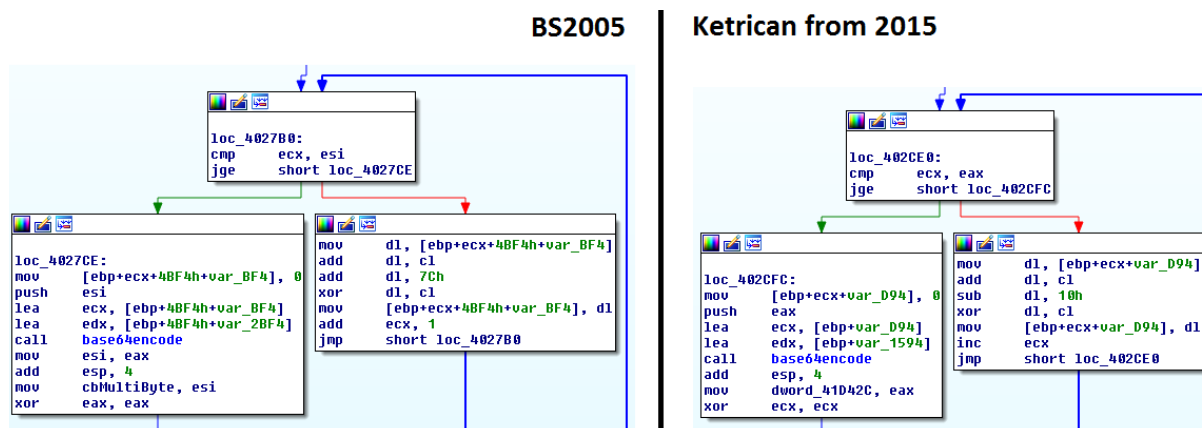 BS2005
Ketrican from 2015
loc_4027B0:
cmp ecx, esi
jge short loc_4027CE
loc_4027CE:
mov [ebp+ecx+4BF4h+var_BF4], 0
push esi
lea ecx, [ebp+4BF4h+var_BF4]
lea edx, [ebp+4BF4h+var_2BF4]
call base64encode
mov esi, eax
add esp, 4
mov cbMultiByte, esi
xor eax, eax
mov dl, [ebp+ecx+4BF4h+var_BF4]
add dl, cl
add dl, 7Ch
xor dl, cl
mov [ebp+ecx+4BF4h+var_BF4], dl
add ecx, 1
jmp short loc_4027B0
loc_402CE0:
cmp ecx, eax
jge short loc_402CFC
loc_402CFC:
mov [ebp+ecx+var_D94], 0
push eax
lea ecx, [ebp+var_D94]
lea edx, [ebp+var_1594]
call base64encode
add esp, 4
mov dword_41D42C, eax
xor ecx, ecx
mov dl, [ebp+ecx+var_D94]
add dl, cl
sub dl, 10h
xor dl, cl
mov [ebp+ecx+var_D94], dl
inc ecx
jmp short loc_402CE0